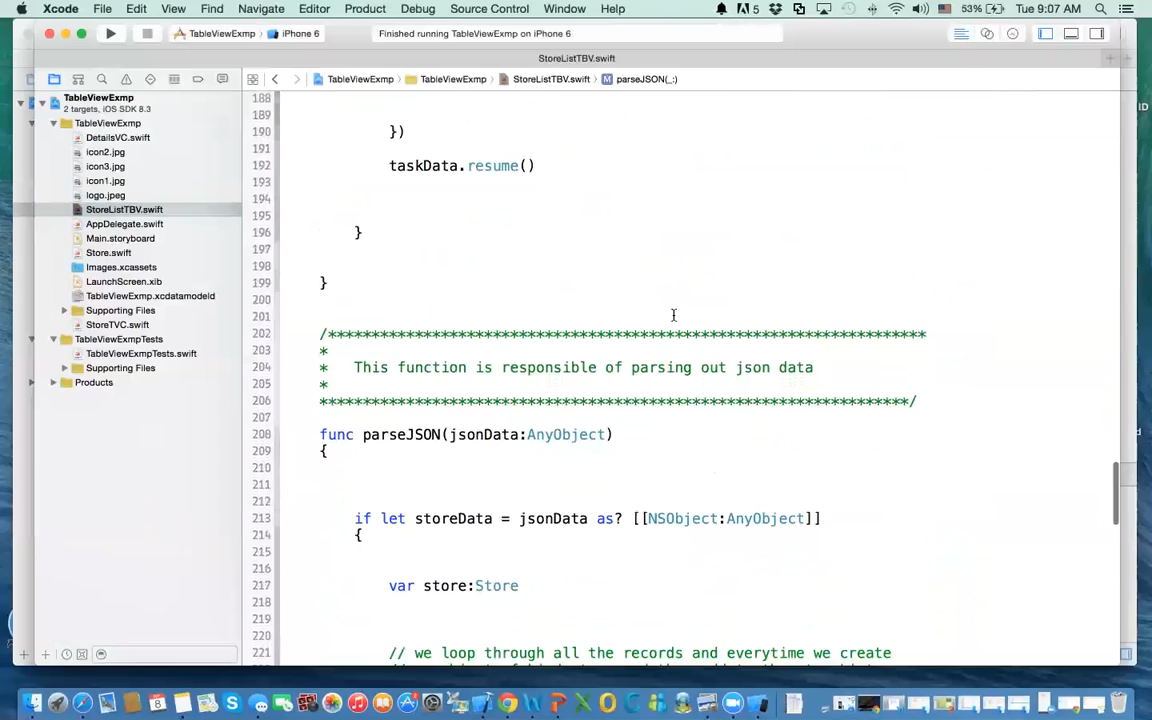 Xcode File Edit View Find Navigate Editor Product Debug Source Control Window Help 5 53% Tue 9:07 AM
TableViewExmp iPhone 6 Finished running TableViewExmp on iPhone 6
StoreListTBV.swift
TableViewExmp TableViewExmp StoreListTBV.swift M parseJSON(_:)
TableViewExmp
2 targets, iOS SDK 8.3
TableViewExmp
DetailsVC.swift
icon2.jpg
icon3.jpg
icon1.jpg
logo.jpeg
StoreListTBV.swift
AppDelegate.swift
Main.storyboard
Store.swift
Images.xcassets
LaunchScreen.xib
TableViewExmp.xcdatamodeld
Supporting Files
StoreTVC.swift
TableViewExmpTests
TableViewExmpTests.swift
Supporting Files
Products
188
189
190 })
191
192 taskData.resume()
193
194
195
196 }
197
198
199 }
200
201
202 /*********************************************************************
203 *
204 * This function is responsible of parsing out json data
205 *
206 ********************************************************************/
207
208 func parseJSON(jsonData:AnyObject)
209 {
210
211
212
213 if let storeData = jsonData as? [[NSObject:AnyObject]]
214 {
215
216
217 var store:Store
218
219
220
221 // we loop through all the records and everytime we create